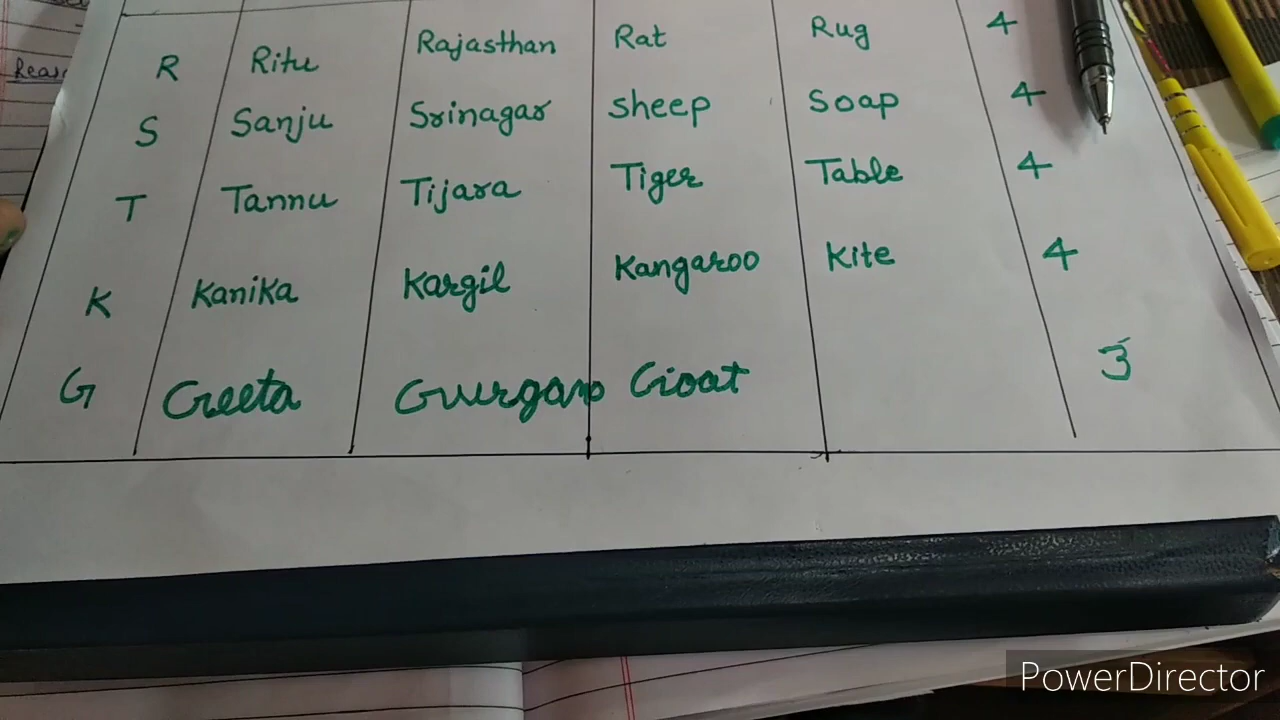 R Ritu Rajasthan Rat Rug 4
S Sanju Srinagar Sheep Soap 4
T Tannu Tijara Tiger Table 4
K Kanika Kargil Kangaroo Kite 4
G Geeta Gurgano Goat 3
PowerDirector